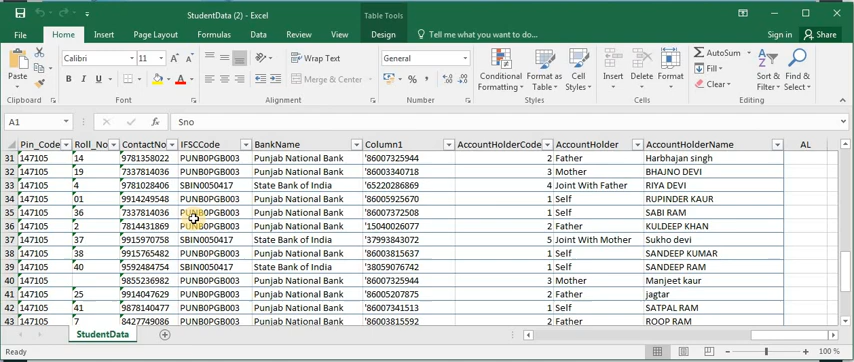 StudentData (2) - Excel
Table Tools
File Home Insert Page Layout Formulas Data Review View Design Tell me what you want to do... Sign in Share
Paste
Calibri 11
B I U
Wrap Text
Merge & Center
General
$ % ,
Conditional Formatting
Format as Table
Cell Styles
Insert Delete Format
AutoSum
Fill
Clear
Sort & Filter
Find & Select
Clipboard Font Alignment Number Styles Cells Editing
A1 Sno
Pin_Code Roll_No ContactNo IFSCCode BankName Column1 AccountHolderCode AccountHolder AccountHolderName AL
31 147105 14 9781358022 PUNB0PGB003 Punjab National Bank '86007325944 2 Father Harbhajan singh
32 147105 19 7337814036 PUNB0PGB003 Punjab National Bank '86003340718 3 Mother BHAJNO DEVI
33 147105 4 9781028406 SBIN0050417 State Bank of India '65220286869 4 Joint With Father RIYA DEVI
34 147105 01 9914249548 PUNB0PGB003 Punjab National Bank '86005925670 1 Self RUPINDER KAUR
35 147105 36 7337814036 PUNB0PGB003 Punjab National Bank '86007372508 1 Self SABI RAM
36 147105 2 7814431869 PUNB0PGB003 Punjab National Bank '15040026077 2 Father KULDEEP KHAN
37 147105 37 9915970758 SBIN0050417 State Bank of India '37993843072 5 Joint With Mother Sukho devi
38 147105 38 9915765482 PUNB0PGB003 Punjab National Bank '86003815637 1 Self SANDEEP KUMAR
39 147105 40 9592484754 SBIN0050417 State Bank of India '38059076742 1 Self SANDEEP RAM
40 147105 9855236982 PUNB0PGB003 Punjab National Bank '86007325944 3 Mother Manjeet kaur
41 147105 25 9914047629 PUNB0PGB003 Punjab National Bank '86005207875 2 Father jagtar
42 147105 41 9878140477 PUNB0PGB003 Punjab National Bank '86007341513 1 Self SATPAL RAM
43 147105 7 8427749086 PUNB0PGB003 Punjab National Bank '86003815592 2 Father ROOP RAM
StudentData
Ready 100 %